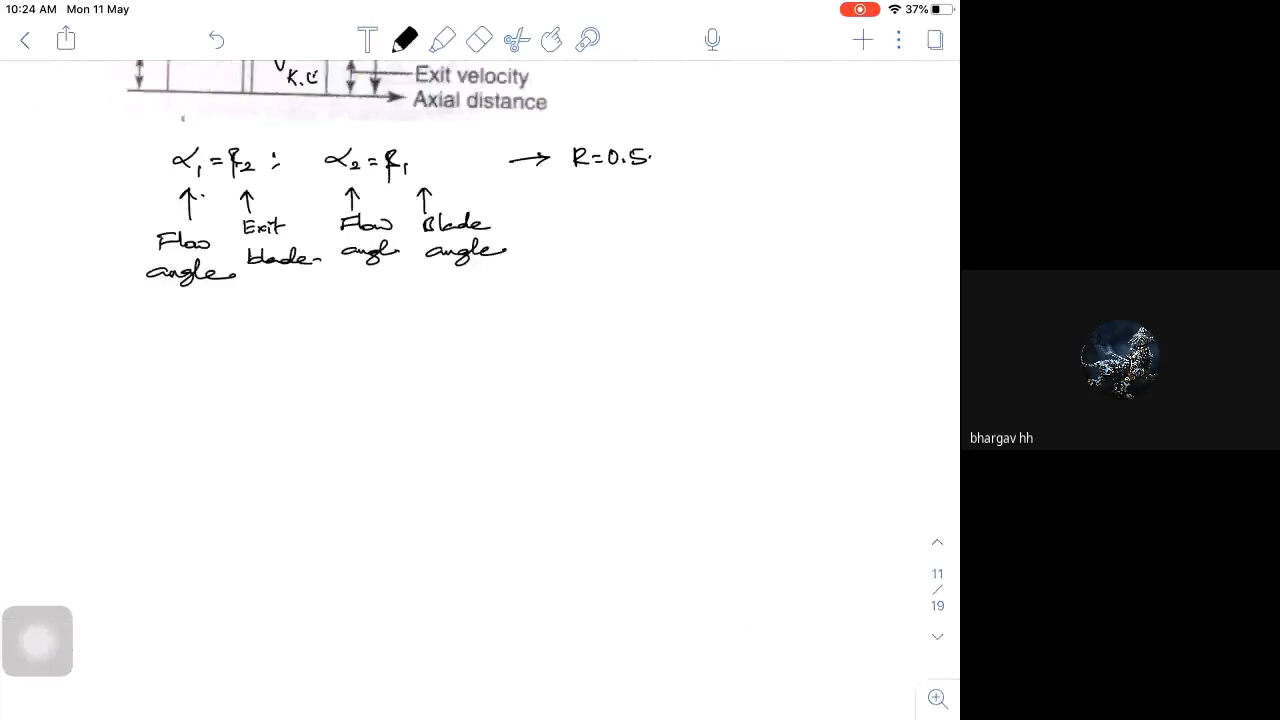 10:24 AM Mon 11 May
37%
K.E
Exit velocity
Axial distance
α₁ = β₂ ; α₂ = β₁ → R = 0.5.
Flow angle.
Exit blade.
Flow angle.
Blade angle.
bhargav hh
11
/
19